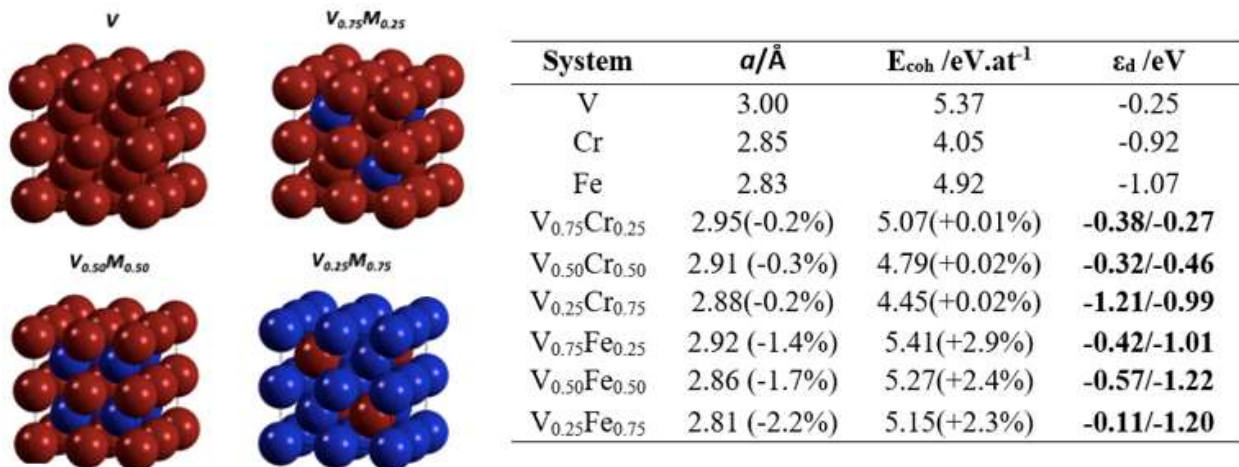 V
V₀.₇₅M₀.₂₅
V₀.₅₀M₀.₅₀
V₀.₂₅M₀.₇₅
System a/Å E_coh /eV.at⁻¹ ε_d /eV
V 3.00 5.37 -0.25
Cr 2.85 4.05 -0.92
Fe 2.83 4.92 -1.07
V₀.₇₅Cr₀.₂₅ 2.95(-0.2%) 5.07(+0.01%) -0.38/-0.27
V₀.₅₀Cr₀.₅₀ 2.91 (-0.3%) 4.79(+0.02%) -0.32/-0.46
V₀.₂₅Cr₀.₇₅ 2.88(-0.2%) 4.45(+0.02%) -1.21/-0.99
V₀.₇₅Fe₀.₂₅ 2.92 (-1.4%) 5.41(+2.9%) -0.42/-1.01
V₀.₅₀Fe₀.₅₀ 2.86 (-1.7%) 5.27(+2.4%) -0.57/-1.22
V₀.₂₅Fe₀.₇₅ 2.81 (-2.2%) 5.15(+2.3%) -0.11/-1.20